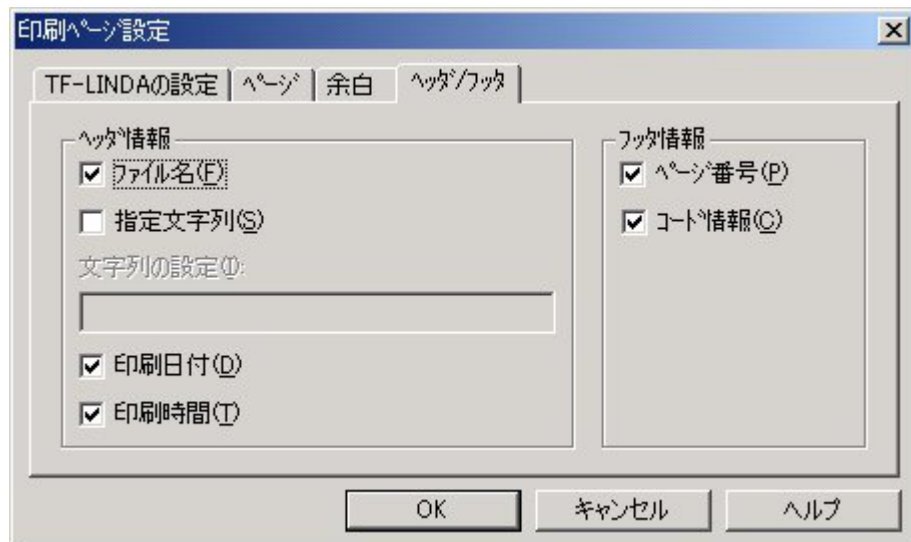 印刷ﾍﾟｰｼﾞ設定
TF-LINDAの設定 ﾍﾟｰｼﾞ 余白 ﾍｯﾀﾞ/ﾌｯﾀ
ﾍｯﾀﾞ情報
ﾌｧｲﾙ名(F)
指定文字列(S)
文字列の設定(I):
印刷日付(D)
印刷時間(T)
ﾌｯﾀ情報
ﾍﾟｰｼﾞ番号(P)
ｺｰﾄﾞ情報(C)
OK キャンセル ヘルプ